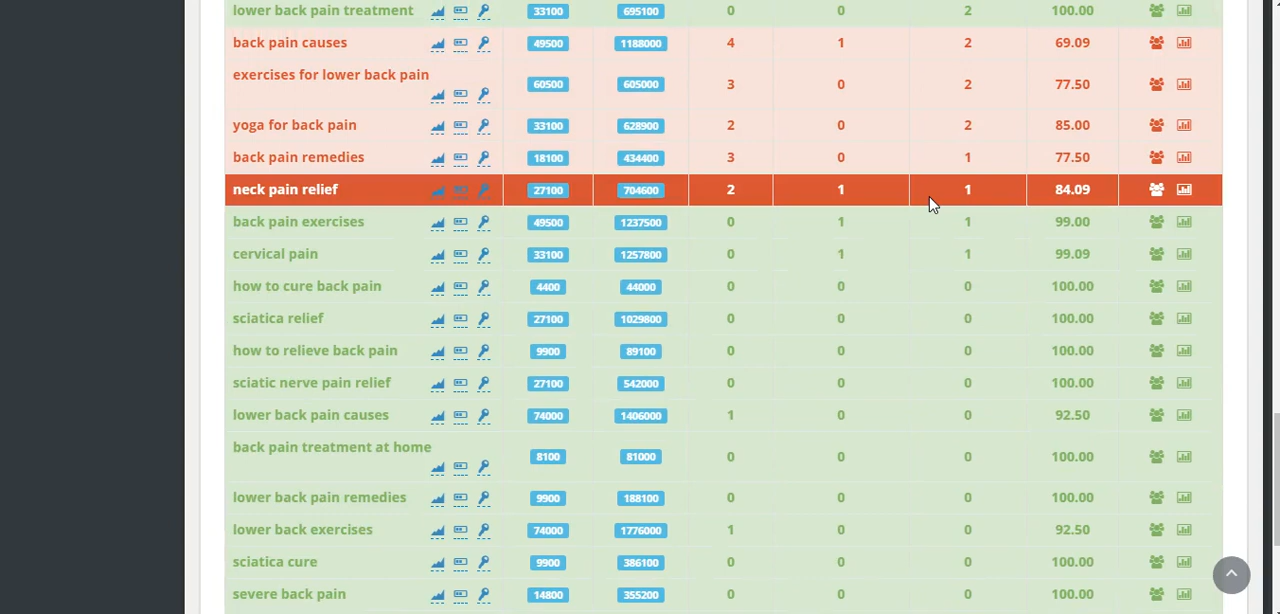 lower back pain treatment 33100 695100 0 0 2 100.00
back pain causes 49500 1188000 4 1 2 69.09
exercises for lower back pain 60500 605000 3 0 2 77.50
yoga for back pain 33100 628900 2 0 2 85.00
back pain remedies 18100 434400 3 0 1 77.50
neck pain relief 27100 704600 2 1 1 84.09
back pain exercises 49500 1237500 0 1 1 99.00
cervical pain 33100 1257800 0 1 1 99.09
how to cure back pain 4400 44000 0 0 0 100.00
sciatica relief 27100 1029800 0 0 0 100.00
how to relieve back pain 9900 89100 0 0 0 100.00
sciatic nerve pain relief 27100 542000 0 0 0 100.00
lower back pain causes 74000 1406000 1 0 0 92.50
back pain treatment at home 8100 81000 0 0 0 100.00
lower back pain remedies 9900 188100 0 0 0 100.00
lower back exercises 74000 1776000 1 0 0 92.50
sciatica cure 9900 386100 0 0 0 100.00
severe back pain 14800 355200 0 0 0 100.00